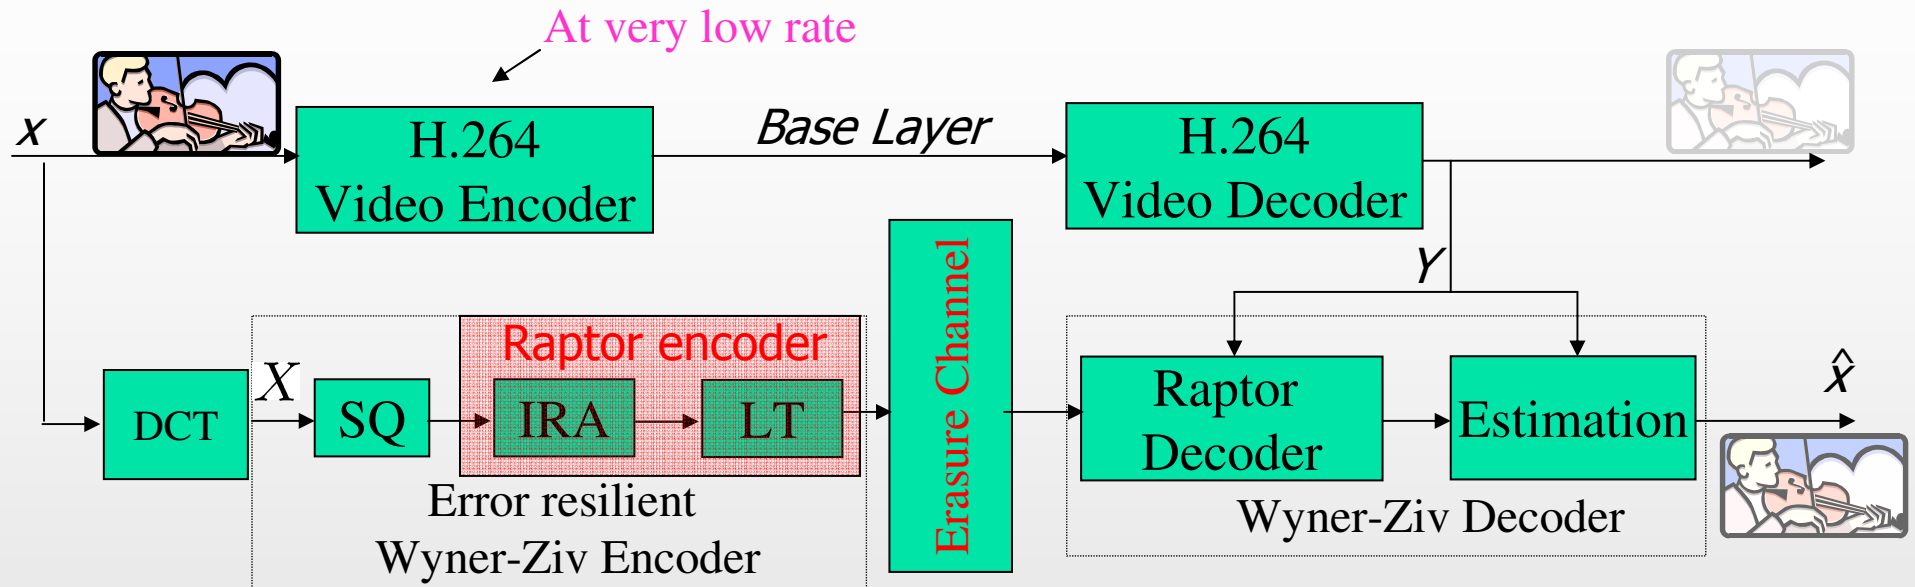 At very low rate
x
H.264
Video Encoder
Base Layer
H.264
Video Decoder
Y
DCT
X
SQ
Raptor encoder
IRA
LT
Error resilient
Wyner-Ziv Encoder
Erasure Channel
Raptor
Decoder
Estimation
x̂
Wyner-Ziv Decoder